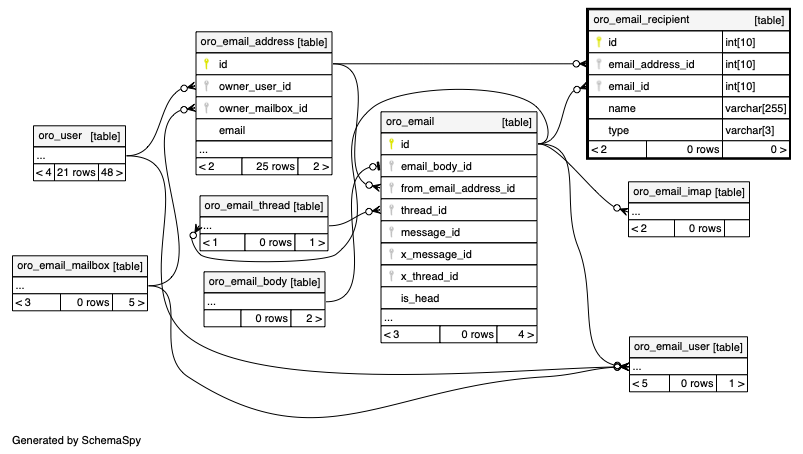 oro_email_recipient [table]
id int[10]
email_address_id int[10]
email_id int[10]
name varchar[255]
type varchar[3]
< 2 0 rows 0 >
oro_email_address [table]
id
owner_user_id
owner_mailbox_id
email
...
< 2 25 rows 2 >
oro_email [table]
id
email_body_id
from_email_address_id
thread_id
message_id
x_message_id
x_thread_id
is_head
...
< 3 0 rows 4 >
oro_user [table]
...
< 4 21 rows 48 >
oro_email_thread [table]
...
< 1 0 rows 1 >
oro_email_imap [table]
...
< 2 0 rows
oro_email_mailbox [table]
...
< 3 0 rows 5 >
oro_email_body [table]
...
0 rows 2 >
oro_email_user [table]
...
< 5 0 rows 1 >
Generated by SchemaSpy